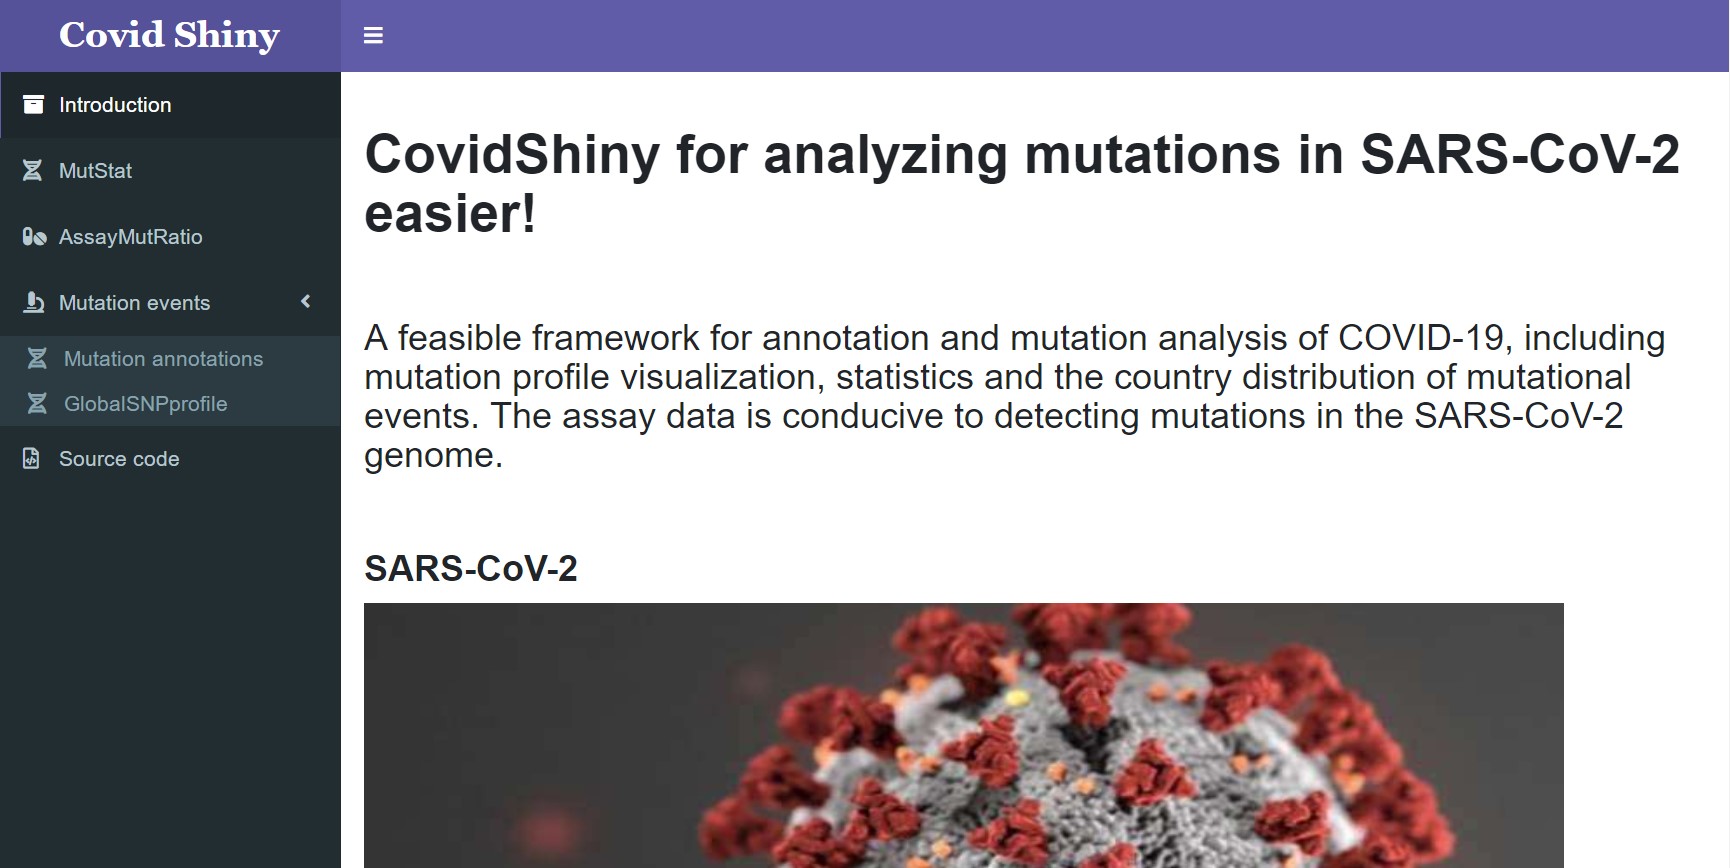 Covid Shiny
Introduction
MutStat
AssayMutRatio
Mutation events
Mutation annotations
GlobalSNPprofile
Source code
CovidShiny for analyzing mutations in SARS-CoV-2
easier!
A feasible framework for annotation and mutation analysis of COVID-19, including
mutation profile visualization, statistics and the country distribution of mutational
events. The assay data is conducive to detecting mutations in the SARS-CoV-2
genome.
SARS-CoV-2